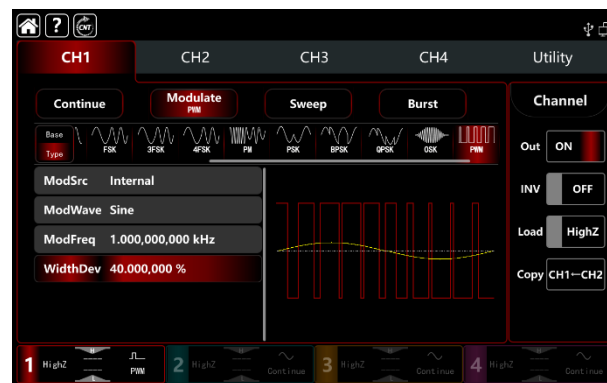 ? CNT
CH1 CH2 CH3 CH4 Utility
Continue Modulate PWM Sweep Burst Channel
Base Type FSK 3FSK 4FSK PM PSK BPSK QPSK OSK PWM
Out ON
ModSrc Internal
INV OFF
ModWave Sine
ModFreq 1.000,000,000 kHz
Load HighZ
WidthDev 40.000,000 %
Copy CH1←CH2
1 HighZ H L PWM 2 HighZ Continue 3 HighZ Continue 4 HighZ Continue